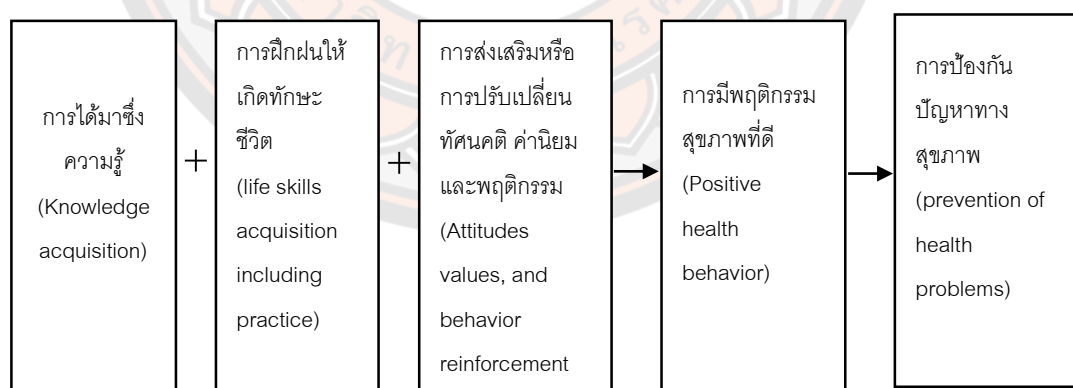 การได้มาซึ่ง
ความรู้
(Knowledge
acquisition)
+
การฝึกฝนให้
เกิดทักษะ
ชีวิต
(life skills
acquisition
including
practice)
+
การส่งเสริมหรือ
การปรับเปลี่ยน
ทัศนคติ ค่านิยม
และพฤติกรรม
(Attitudes
values, and
behavior
reinforcement
การมีพฤติกรรม
สุขภาพที่ดี
(Positive
health
behavior)
การป้องกัน
ปัญหาทาง
สุขภาพ
(prevention of
health
problems)